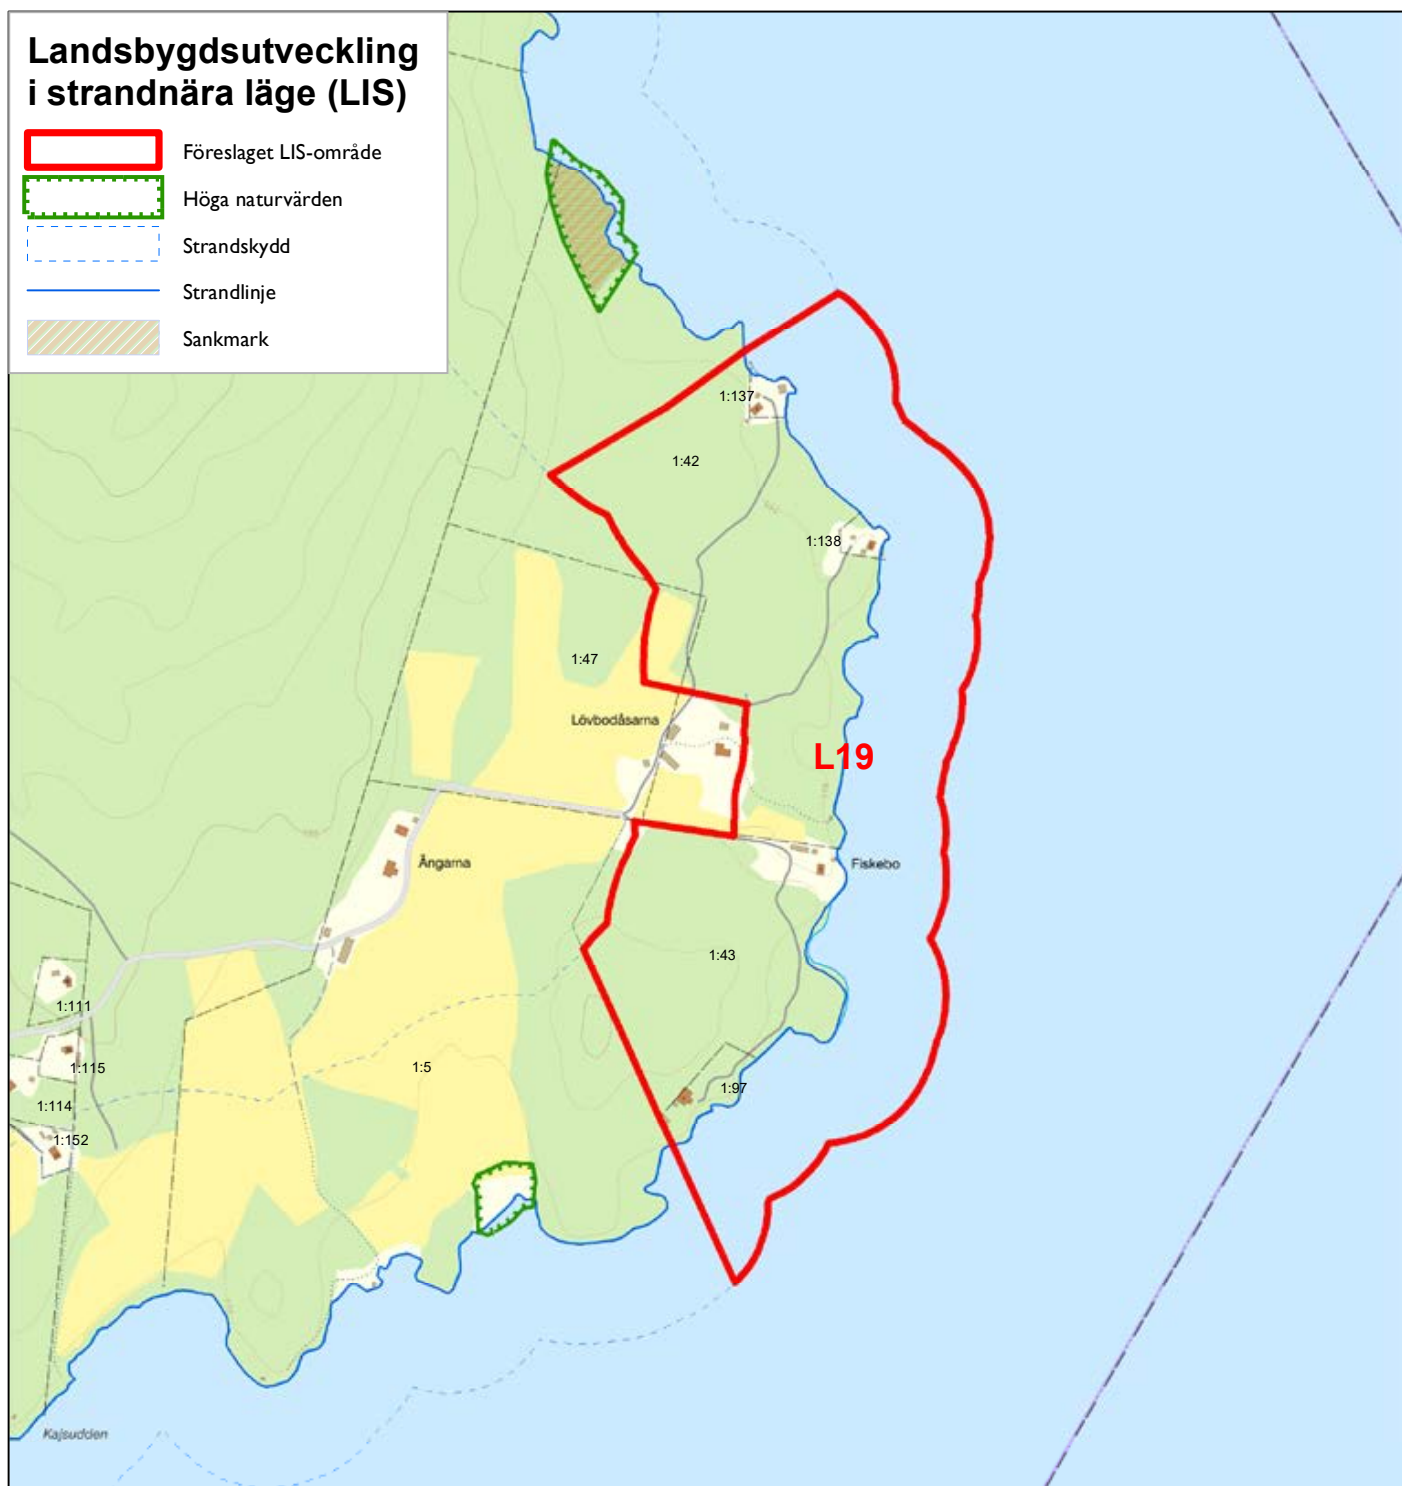 Landsbygdsutveckling
i strandnära läge (LIS)
Föreslaget LIS-område
Höga naturvärden
Strandskydd
Strandlinje
Sankmark
1:137
1:42
1:138
1:47
Lövbodåsarna
L19
Ängarna
Fiskebo
1:43
1:111
1:115
1:5
1:97
1:114
1:152
Kajsudden